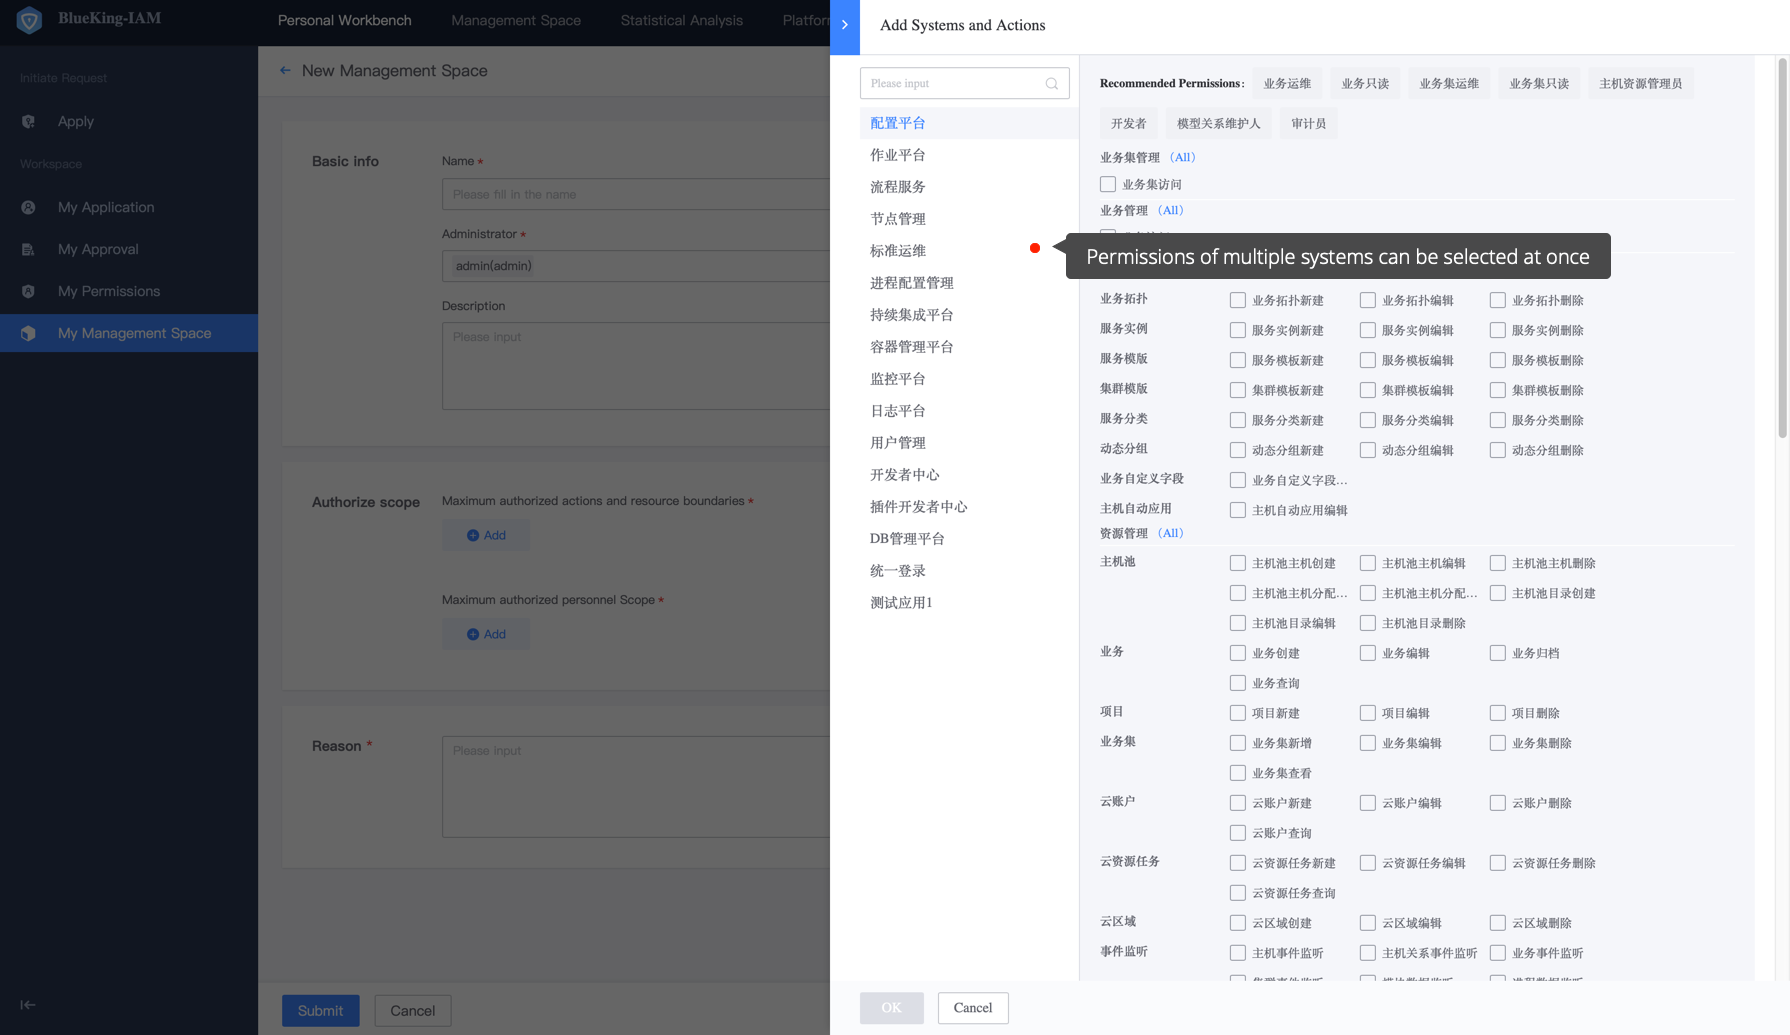 BlueKing-IAM
Personal Workbench
Management Space
Statistical Analysis
Initiate Request
Apply
Workspace
My Application
My Approval
My Permissions
My Management Space
New Management Space
Basic info
Name *
Please fill in the name
Administrator *
admin(admin)
Description
Please input
Authorize scope
Maximum authorized actions and resource boundaries *
Add
Maximum authorized personnel Scope *
Add
Reason *
Please input
Submit
Cancel
Add Systems and Actions
Please input
配置平台
作业平台
流程服务
节点管理
标准运维
进程配置管理
持续集成平台
容器管理平台
监控平台
日志平台
用户管理
开发者中心
插件开发者中心
DB管理平台
统一登录
测试应用1
Recommended Permissions: 业务运维 业务只读 业务集运维 业务集只读 主机资源管理员
开发者 模型关系维护人 审计员
业务集管理 （All）
业务集访问
业务管理 （All）
Permissions of multiple systems can be selected at once
业务拓扑 业务拓扑新建 业务拓扑编辑 业务拓扑删除
服务实例 服务实例新建 服务实例编辑 服务实例删除
服务模版 服务模板新建 服务模板编辑 服务模板删除
集群模版 集群模板新建 集群模板编辑 集群模板删除
服务分类 服务分类新建 服务分类编辑 服务分类删除
动态分组 动态分组新建 动态分组编辑 动态分组删除
业务自定义字段 业务自定义字段...
主机自动应用 主机自动应用编辑
资源管理 （All）
主机池 主机池主机创建 主机池主机编辑 主机池主机删除
主机池主机分配... 主机池主机分配... 主机池目录创建
主机池目录编辑 主机池目录删除
业务 业务创建 业务编辑 业务归档
业务查询
项目 项目新建 项目编辑 项目删除
业务集 业务集新增 业务集编辑 业务集删除
业务集查看
云账户 云账户新建 云账户编辑 云账户删除
云账户查询
云资源任务 云资源任务新建 云资源任务编辑 云资源任务删除
云资源任务查询
云区域 云区域创建 云区域编辑 云区域删除
事件监听 主机事件监听 主机关系事件监听 业务事件监听
OK
Cancel